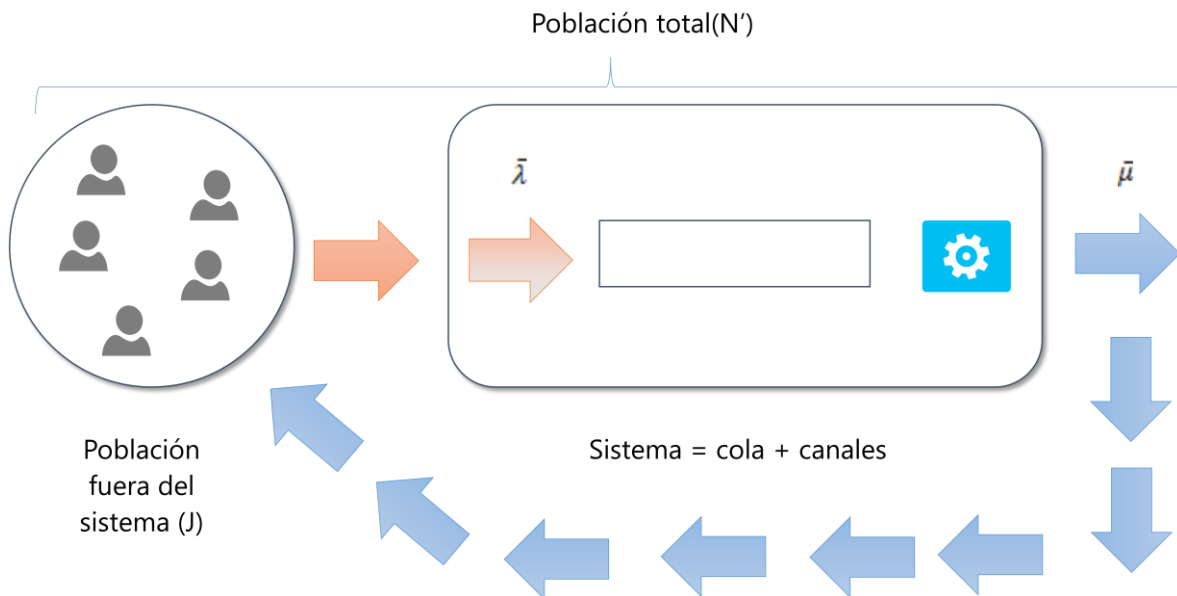 Población total(N’)
λ̄
μ̄
Población
fuera del
sistema (J)
Sistema = cola + canales